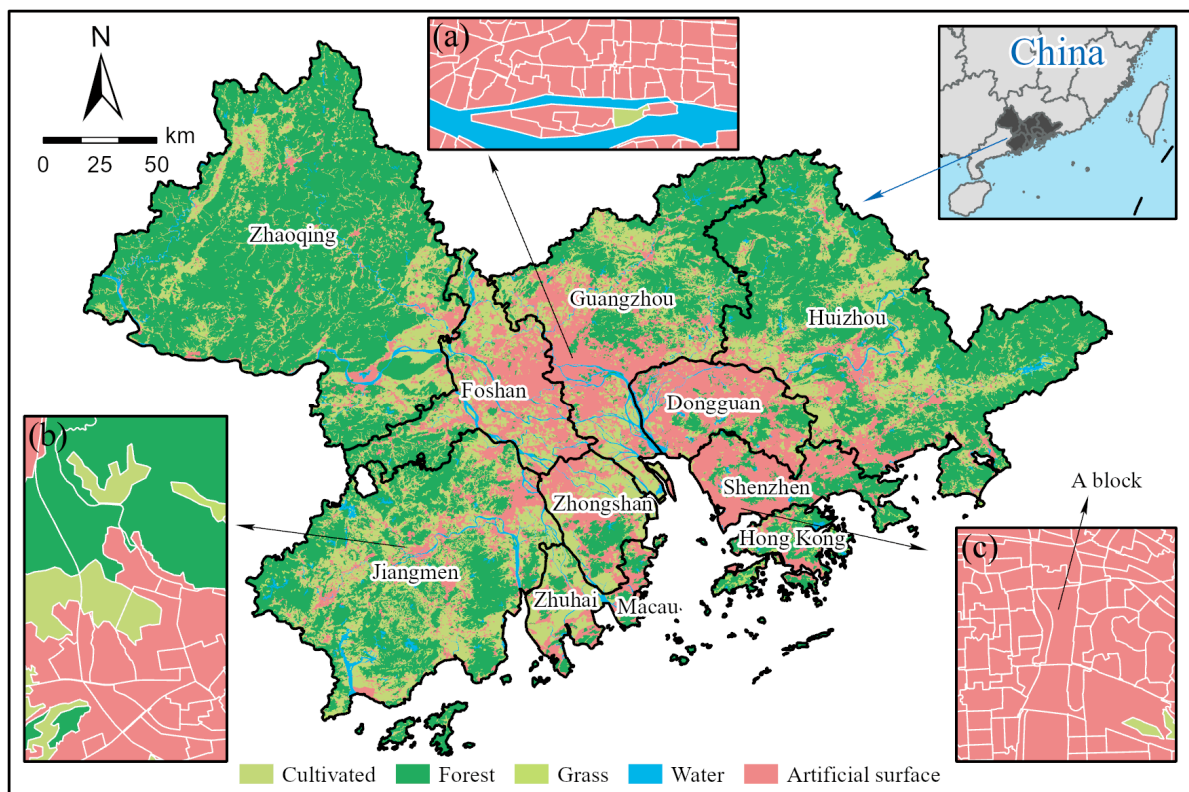 N
km
0 25 50
(a)
China
Zhaoqing
Guangzhou
Huizhou
Foshan
Dongguan
(b)
Shenzhen
A block
Zhongshan
Hong Kong
(c)
Jiangmen
Zhuhai
Macau
Cultivated Forest Grass Water Artificial surface